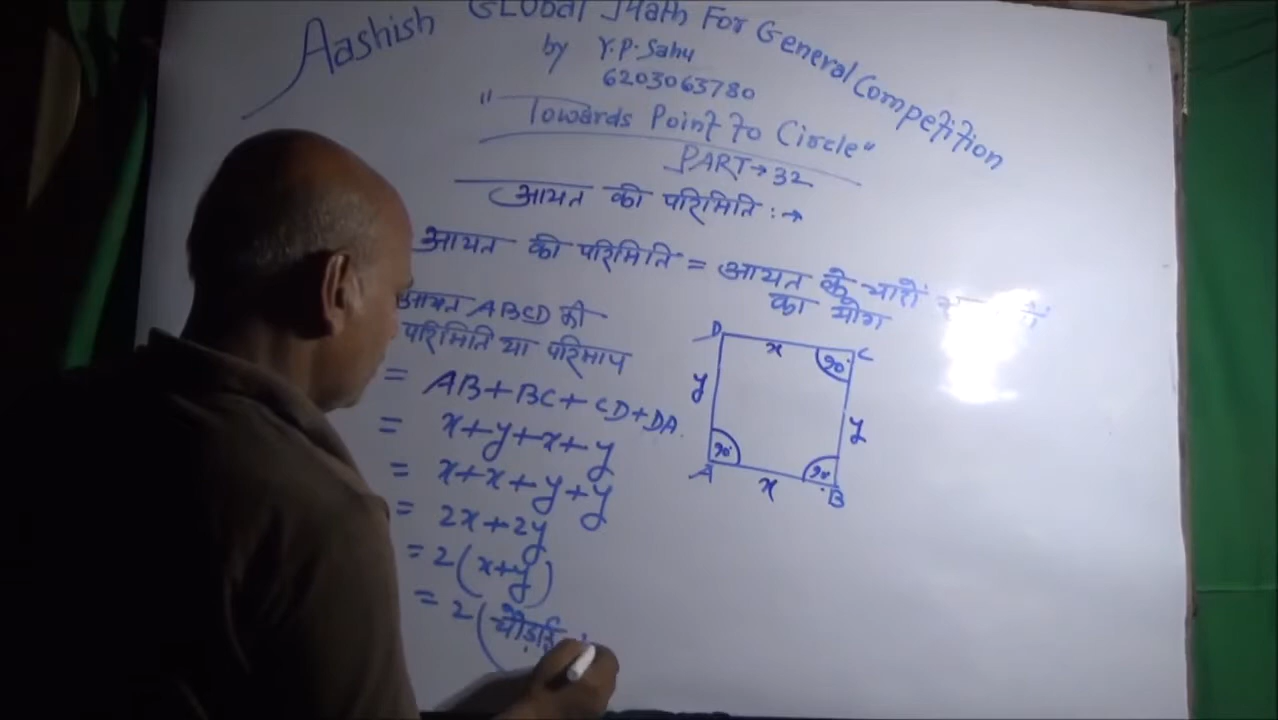 Aashish Global Math For General Competition
by Y.P. Sahu
6203063780
"Towards Point to Circle"
PART→32
आयत की परिमिति :→
आयत की परिमिति = आयत के चारों
का योग
आयत ABCD की
परिमिति या परिमाप
= AB+BC+CD+DA.
= x+y+x+y
= x+x+y+y
= 2x+2y
= 2(x+y)
= 2(चौड़ाई
D x C
90°
y y
90° 90°
A x B